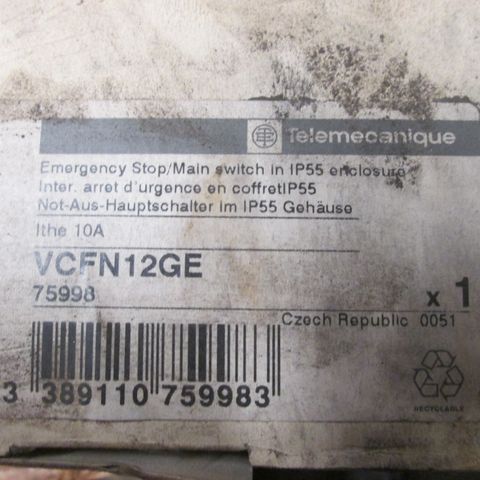 Telemecanique
Emergency Stop/Main switch in IP55 enclosure
Inter. arret d'urgence en coffretIP55
Not-Aus-Hauptschalter im IP55 Gehäuse
Ithe 10A
VCFN12GE
75998
x 1
Czech Republic 0051
3 389110 759983
RECYCLABLE